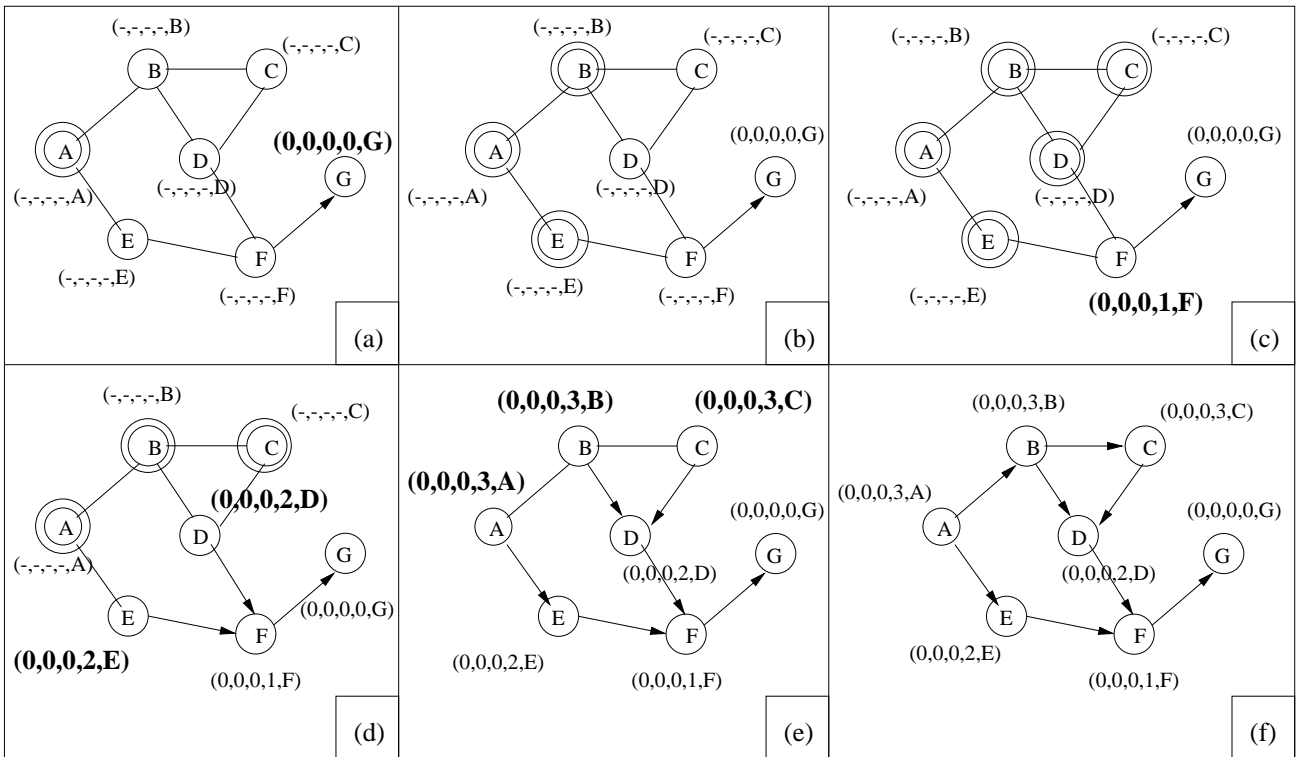 (-,-,-,-,B)
(-,-,-,-,C)
B
C
(0,0,0,0,G)
A
D
G
(-,-,-,-,A)
(-,-,-,-,D)
E
F
(-,-,-,-,E)
(-,-,-,-,F)
(a)
(-,-,-,-,B)
(-,-,-,-,C)
B
C
(0,0,0,0,G)
A
D
G
(-,-,-,-,A)
(-,-,-,-,D)
E
F
(-,-,-,-,E)
(-,-,-,-,F)
(b)
(-,-,-,-,B)
(-,-,-,-,C)
B
C
(0,0,0,0,G)
A
D
G
(-,-,-,-,A)
(-,-,-,-,D)
E
F
(-,-,-,-,E)
(0,0,0,1,F)
(c)
(-,-,-,-,B)
(-,-,-,-,C)
B
C
(0,0,0,2,D)
A
D
G
(-,-,-,-,A)
(0,0,0,0,G)
E
F
(0,0,0,2,E)
(0,0,0,1,F)
(d)
(0,0,0,3,B)
(0,0,0,3,C)
B
C
(0,0,0,3,A)
(0,0,0,0,G)
A
D
G
(0,0,0,2,D)
E
F
(0,0,0,2,E)
(0,0,0,1,F)
(e)
(0,0,0,3,B)
(0,0,0,3,C)
B
C
(0,0,0,3,A)
(0,0,0,0,G)
A
D
G
(0,0,0,2,D)
E
F
(0,0,0,2,E)
(0,0,0,1,F)
(f)